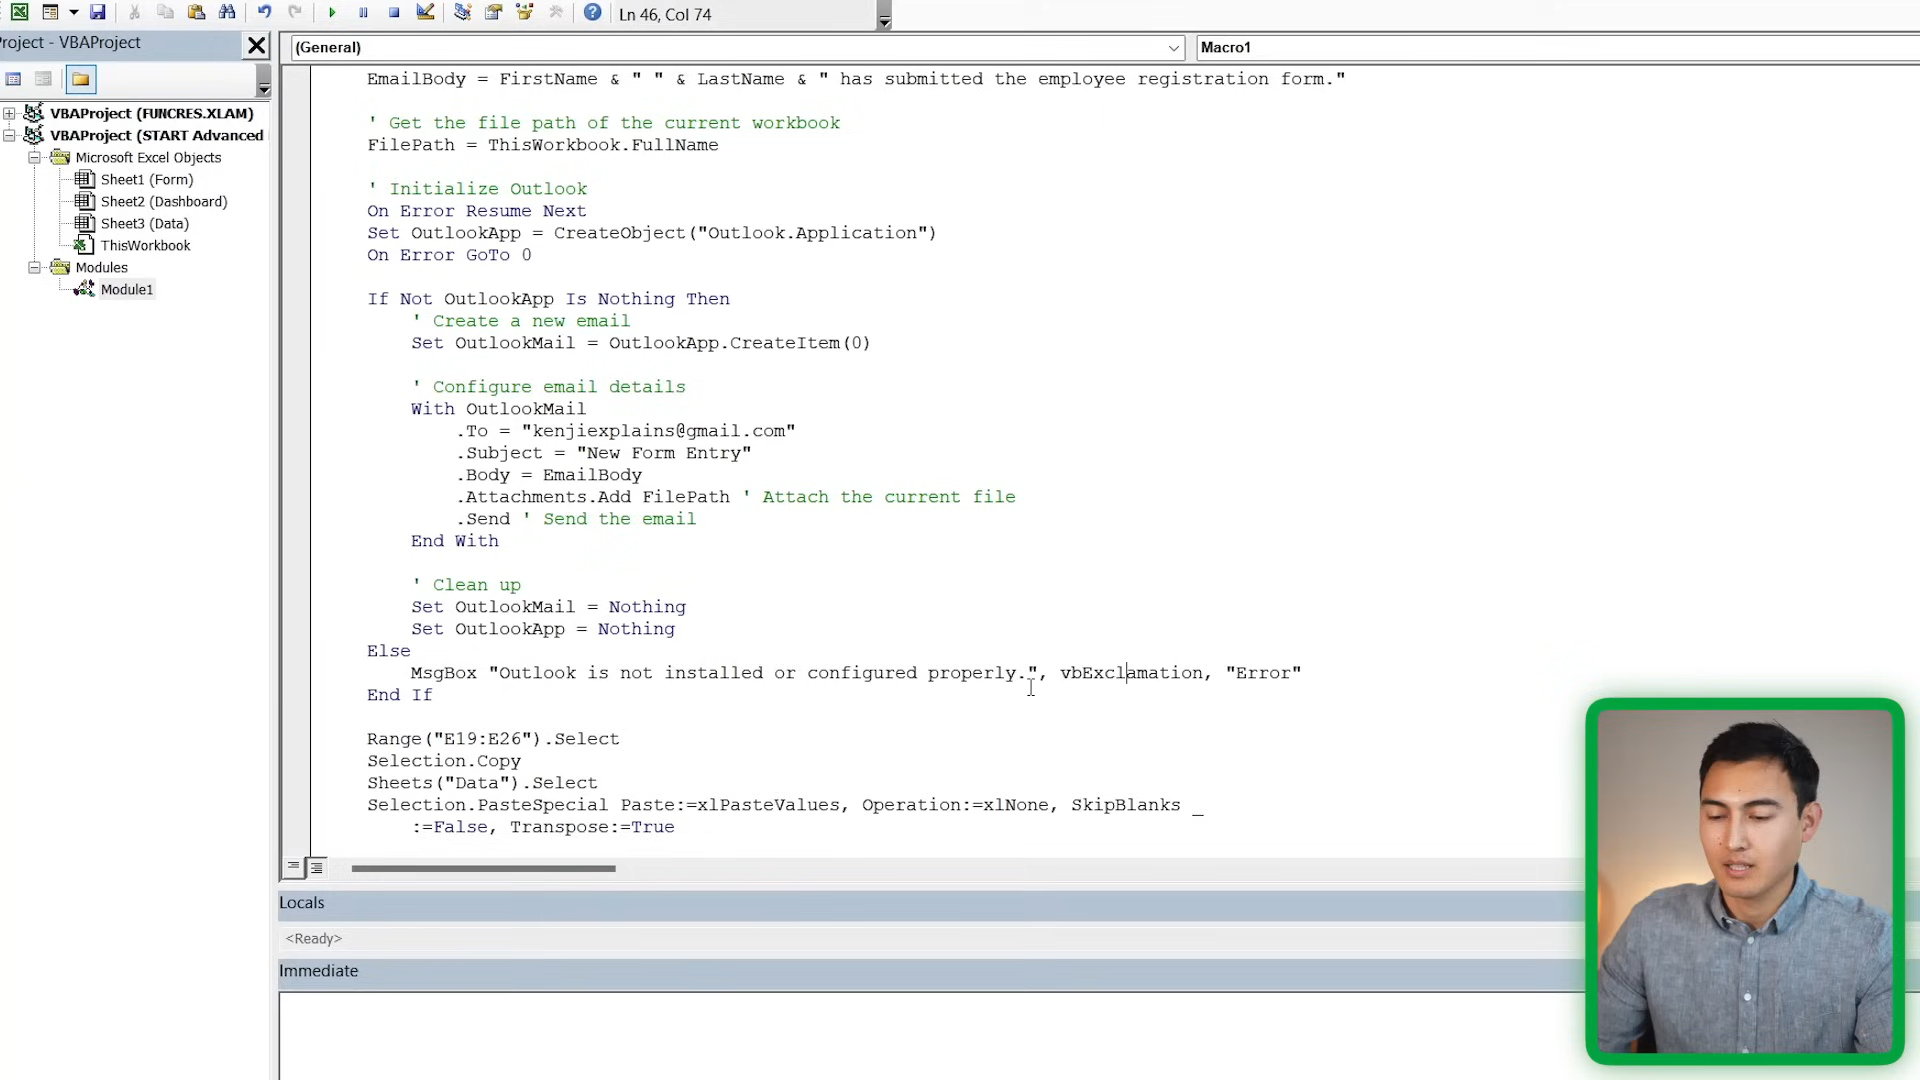 Ln 46, Col 74
Project - VBAProject
(General)
Macro1
VBAProject (FUNCRES.XLAM)
VBAProject (START Advanced
Microsoft Excel Objects
Sheet1 (Form)
Sheet2 (Dashboard)
Sheet3 (Data)
ThisWorkbook
Modules
Module1
EmailBody = FirstName & " " & LastName & " has submitted the employee registration form."
' Get the file path of the current workbook
FilePath = ThisWorkbook.FullName
' Initialize Outlook
On Error Resume Next
Set OutlookApp = CreateObject("Outlook.Application")
On Error GoTo 0
If Not OutlookApp Is Nothing Then
' Create a new email
Set OutlookMail = OutlookApp.CreateItem(0)
' Configure email details
With OutlookMail
.To = "kenjiexplains@gmail.com"
.Subject = "New Form Entry"
.Body = EmailBody
.Attachments.Add FilePath ' Attach the current file
.Send ' Send the email
End With
' Clean up
Set OutlookMail = Nothing
Set OutlookApp = Nothing
Else
MsgBox "Outlook is not installed or configured properly.", vbExclamation, "Error"
End If
Range("E19:E26").Select
Selection.Copy
Sheets("Data").Select
Selection.PasteSpecial Paste:=xlPasteValues, Operation:=xlNone, SkipBlanks _
:=False, Transpose:=True
Locals
<Ready>
Immediate